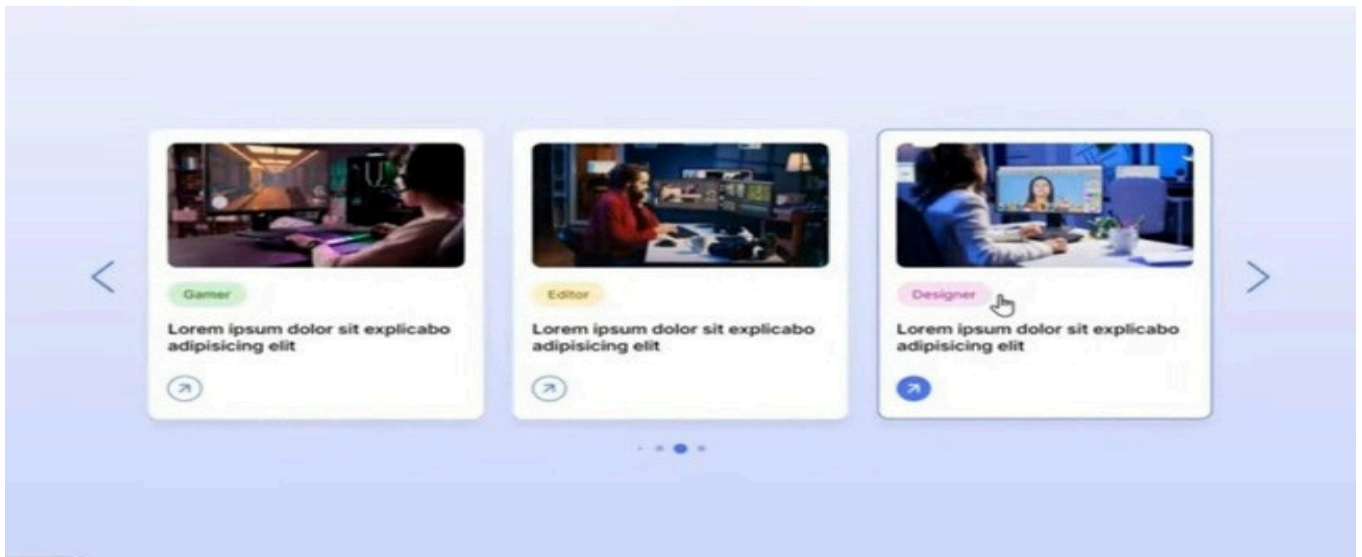 Gamer
Lorem ipsum dolor sit explicabo
adipisicing elit
Editor
Lorem ipsum dolor sit explicabo
adipisicing elit
Designer
Lorem ipsum dolor sit explicabo
adipisicing elit